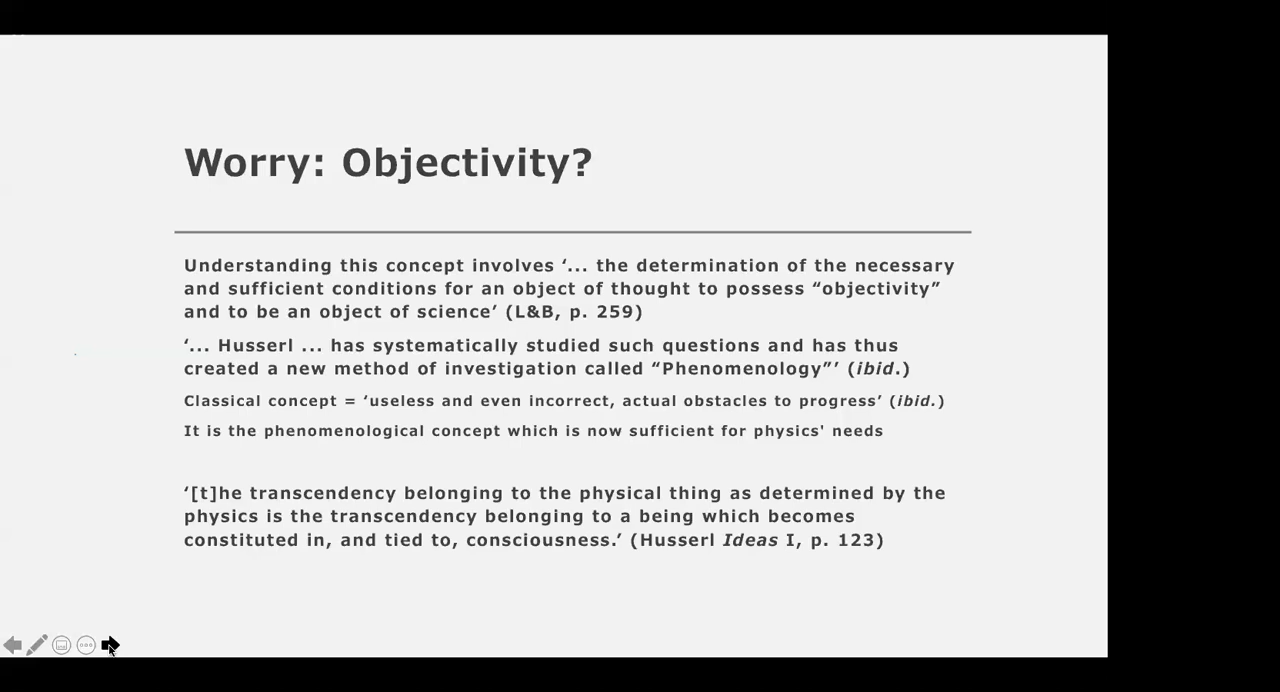 Worry: Objectivity?
Understanding this concept involves ‘... the determination of the necessary
and sufficient conditions for an object of thought to possess “objectivity”
and to be an object of science’ (L&B, p. 259)
‘... Husserl ... has systematically studied such questions and has thus
created a new method of investigation called “Phenomenology”’ (ibid.)
Classical concept = ‘useless and even incorrect, actual obstacles to progress’ (ibid.)
It is the phenomenological concept which is now sufficient for physics' needs
‘[t]he transcendency belonging to the physical thing as determined by the
physics is the transcendency belonging to a being which becomes
constituted in, and tied to, consciousness.’ (Husserl Ideas I, p. 123)